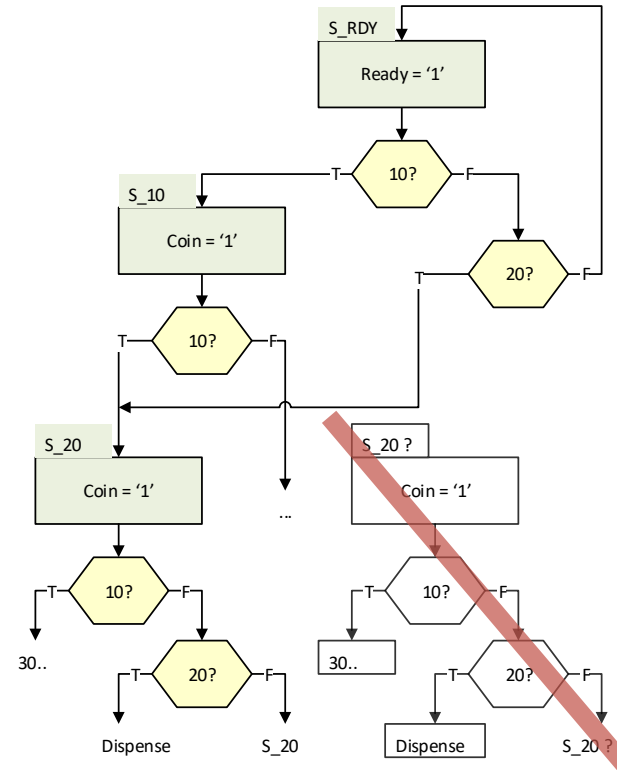 S_RDY
Ready = ‘1’
T
10?
F
S_10
Coin = ‘1’
T
20?
F
T
10?
F
S_20
Coin = ‘1’
...
S_20 ?
Coin = ‘1’
T
10?
F
T
10?
F
30..
T
20?
F
30..
T
20?
F
Dispense
S_20
Dispense
S_20 ?